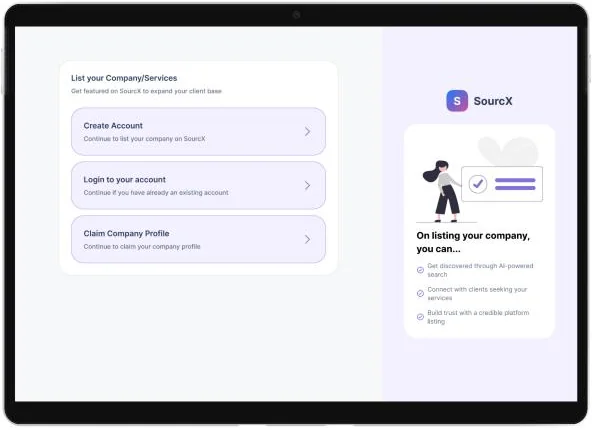 List your Company/Services
Get featured on SourcX to expand your client base
Create Account
Continue to list your company on SourcX
Login to your account
Continue if you have already an existing account
Claim Company Profile
Continue to claim your company profile
S SourcX
On listing your company,
you can...
Get discovered through AI-powered
search
Connect with clients seeking your
services
Build trust with a credible platform
listing